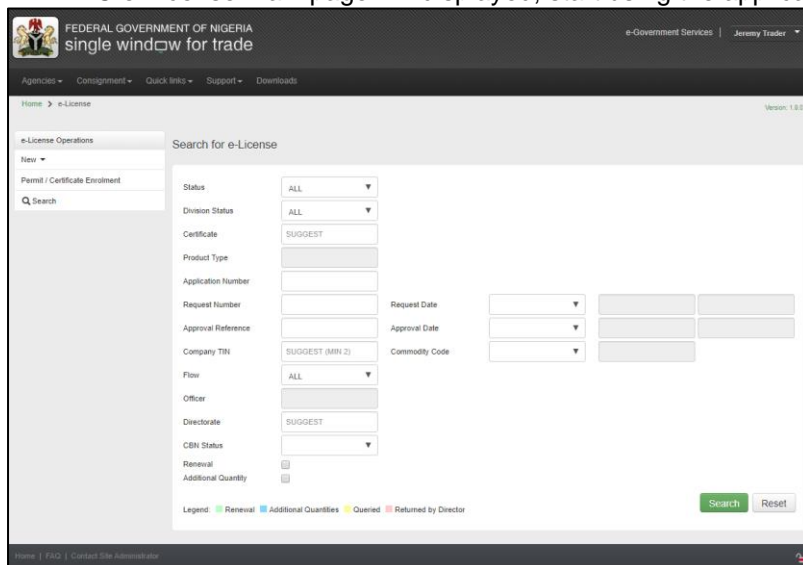 FEDERAL GOVERNMENT OF NIGERIA
single window for trade
e-Government Services | Jeremy Trader
Agencies Consignment Quick links Support Downloads
Home > e-License
e-License Operations
New
Permit / Certificate Enrolment
Search
Search for e-License
Status ALL
Division Status ALL
Certificate SUGGEST
Product Type
Application Number
Request Number Request Date
Approval Reference Approval Date
Company TIN SUGGEST (MIN 2) Commodity Code
Flow ALL
Officer
Directorate SUGGEST
CBN Status
Renewal
Additional Quantity
Legend: Renewal Additional Quantities Queried Returned by Director
Search Reset
Home | FAQ | Contact Site Administrator